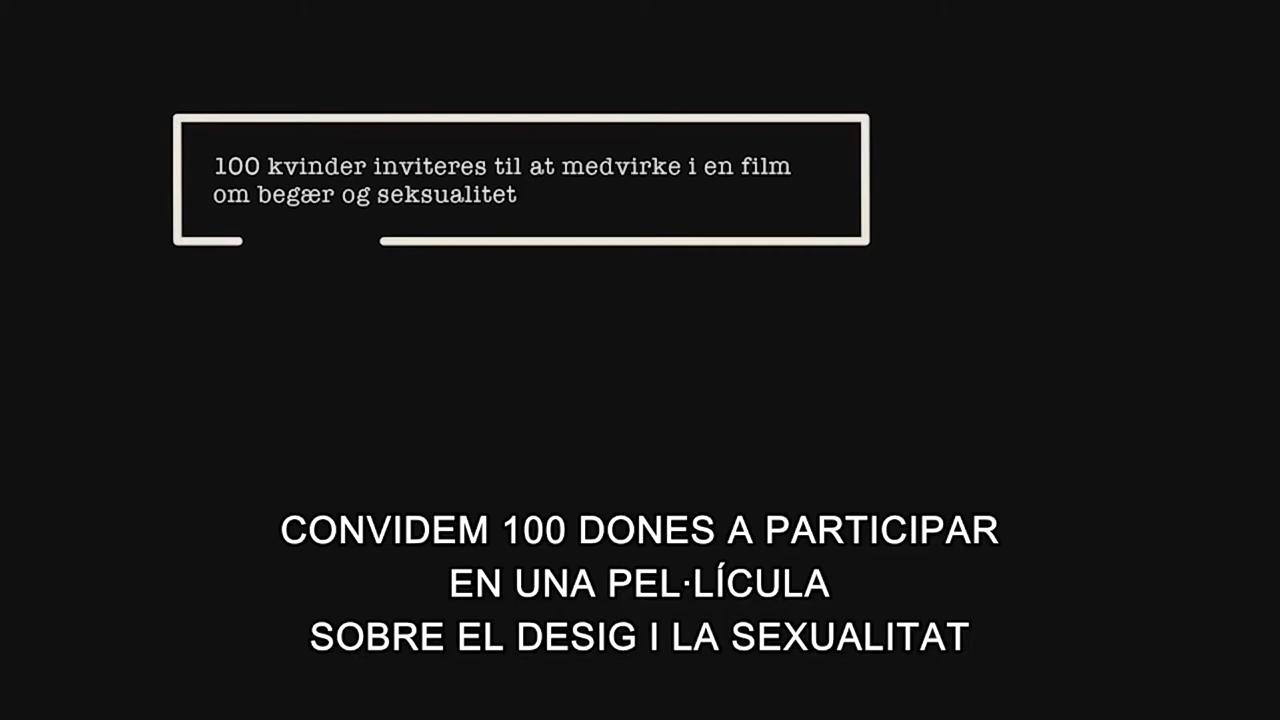 100 kvinder inviteres til at medvirke i en film
om begær og seksualitet
CONVIDEM 100 DONES A PARTICIPAR
EN UNA PEL·LÍCULA
SOBRE EL DESIG I LA SEXUALITAT